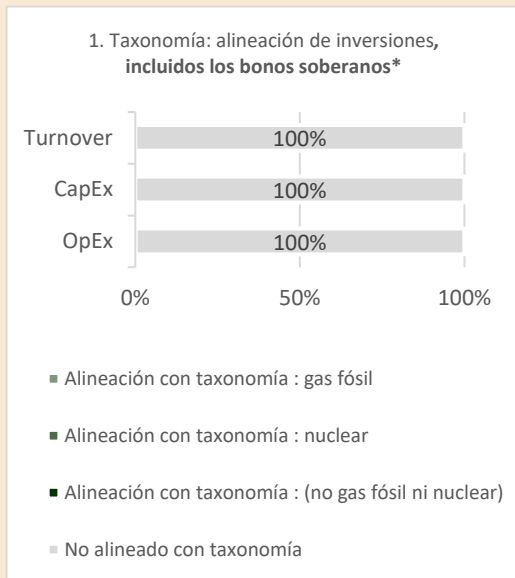 1. Taxonomía: alineación de inversiones,
incluidos los bonos soberanos*
Turnover 100%
CapEx 100%
OpEx 100%
0% 50% 100%
Alineación con taxonomía : gas fósil
Alineación con taxonomía : nuclear
Alineación con taxonomía : (no gas fósil ni nuclear)
No alineado con taxonomía